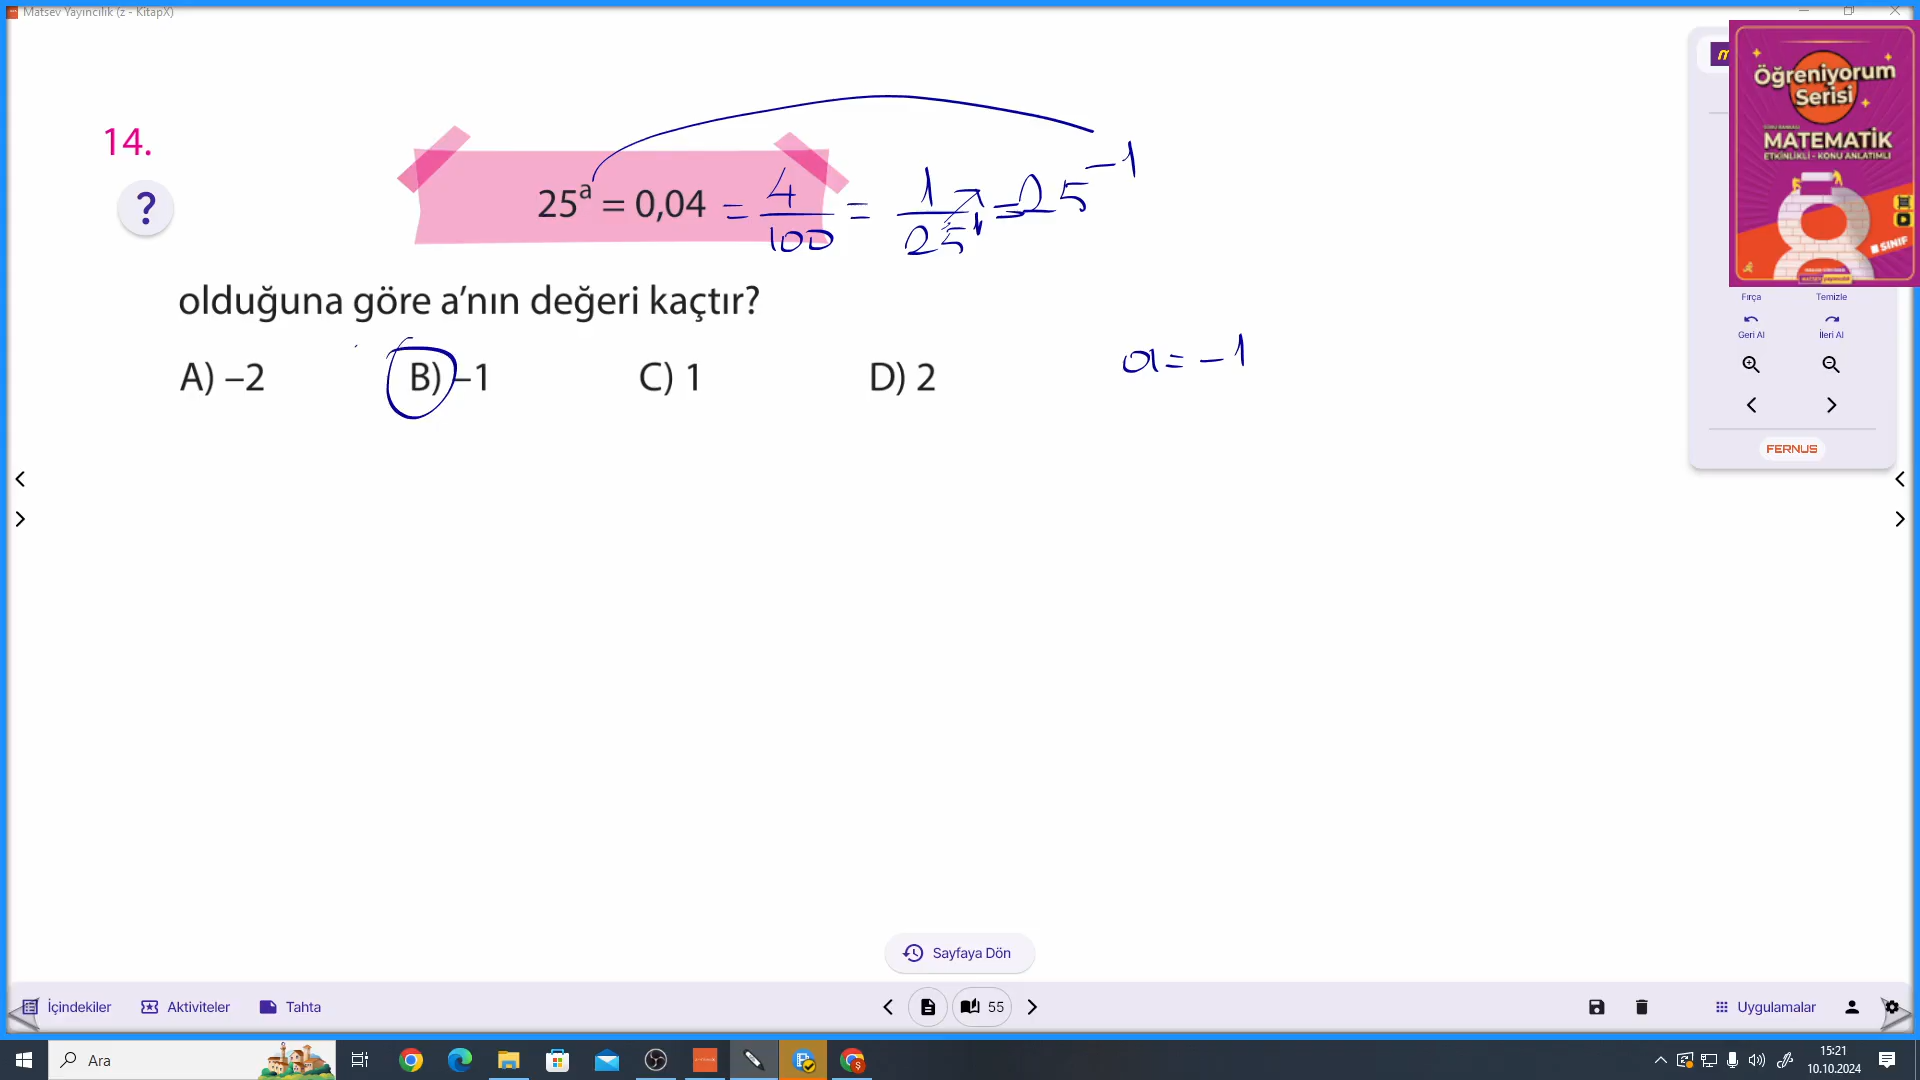 Matsev Yayıncılık (z - KitapX)
Öğreniyorum
Serisi
MATEMATİK
ETKİNLİKLİ - KONU ANLATIMLI
8
SINIF
14.
?
25ᵃ = 0,04 = 4/100 = 1/25¹ = 25⁻¹
olduğuna göre a’nın değeri kaçtır?
A) –2 B) –1 C) 1 D) 2
a = -1
Fırça Temizle
Geri Al İleri Al
FERNUS
Sayfaya Dön
İçindekiler Aktiviteler Tahta 55 Uygulamalar
Ara
15:21
10.10.2024